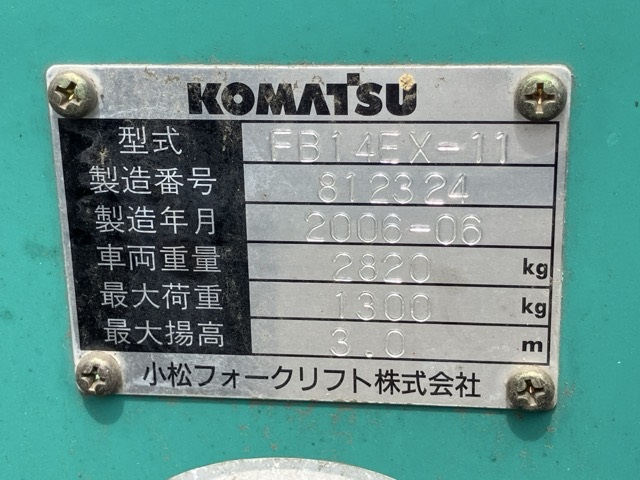 KOMATSU
型式 FB14EX-11
製造番号 812324
製造年月 2006-06
車両重量 2820 kg
最大荷重 1300 kg
最大揚高 3.0 m
小松フォークリフト株式会社